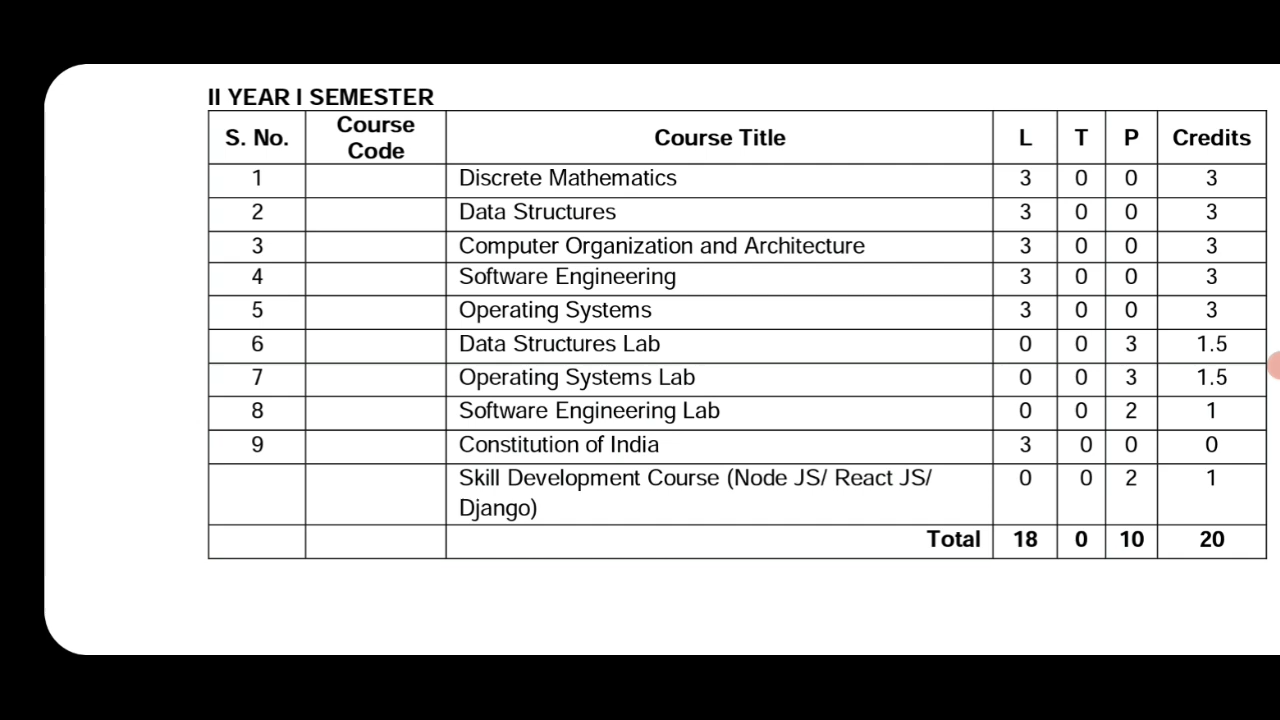 II YEAR I SEMESTER
S. No. Course Code Course Title L T P Credits
1 Discrete Mathematics 3 0 0 3
2 Data Structures 3 0 0 3
3 Computer Organization and Architecture 3 0 0 3
4 Software Engineering 3 0 0 3
5 Operating Systems 3 0 0 3
6 Data Structures Lab 0 0 3 1.5
7 Operating Systems Lab 0 0 3 1.5
8 Software Engineering Lab 0 0 2 1
9 Constitution of India 3 0 0 0
Skill Development Course (Node JS/ React JS/ 0 0 2 1
Django)
Total 18 0 10 20